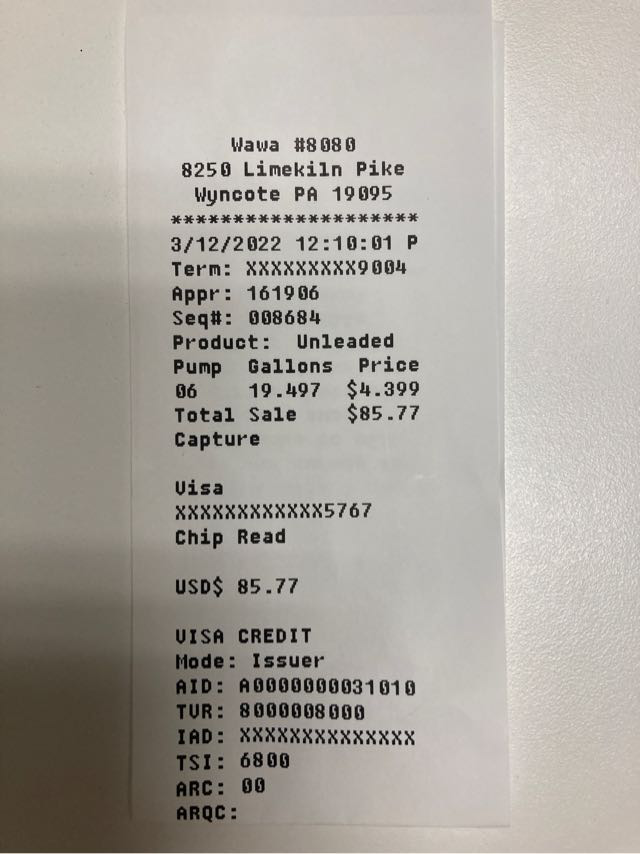 Wawa #8080
8250 Limekiln Pike
Wyncote PA 19095
********************
3/12/2022 12:10:01 P
Term: XXXXXXXXX9004
Appr: 161906
Seq#: 008684
Product: Unleaded
Pump Gallons Price
06 19.497 $4.399
Total Sale $85.77
Capture
Visa
XXXXXXXXXXXX5767
Chip Read
USD$ 85.77
VISA CREDIT
Mode: Issuer
AID: A0000000031010
TVR: 8000008000
IAD: XXXXXXXXXXXXXX
TSI: 6800
ARC: 00
ARQC: